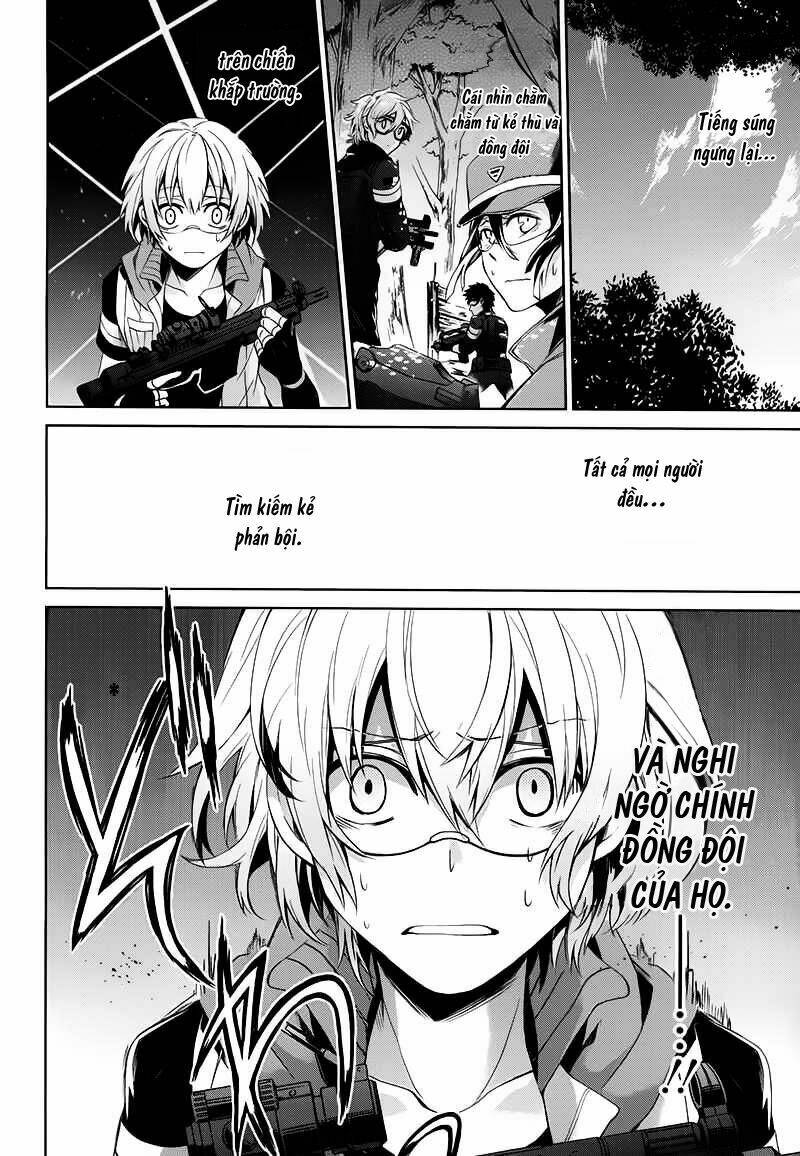 Tiếng súng
ngưng lại...
Cái nhìn chằm
chằm từ kẻ thù và
đồng đội
trên chiến
khắp trường.
Tất cả mọi người
đều...
Tìm kiếm kẻ
phản bội.
VÀ NGHI
NGỜ CHÍNH
ĐỒNG ĐỘI
CỦA HỌ.
...!!
*